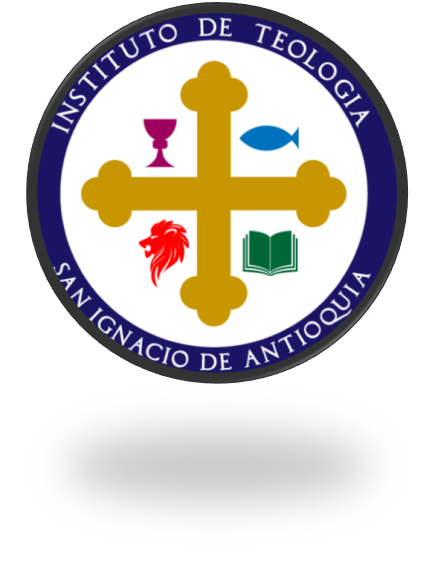 INSTITUTO DE TEOLOGIA
SAN IGNACIO DE ANTIOQUIA